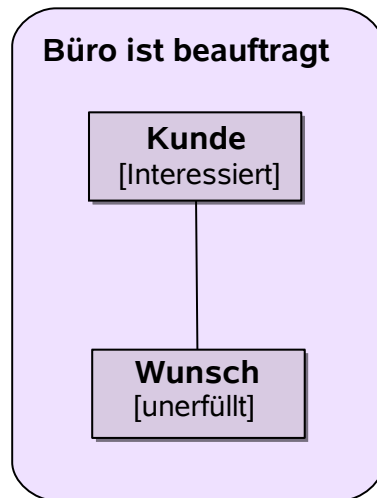 Büro ist beauftragt
Kunde
[Interessiert]
Wunsch
[unerfüllt]